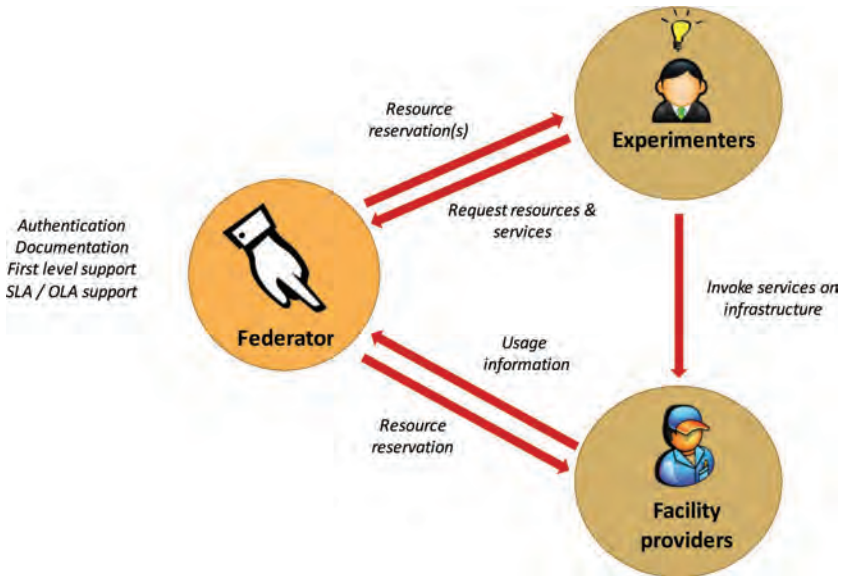 Experimenters
Resource
reservation(s)
Request resources &
services
Authentication
Documentation
First level support
SLA / OLA support
Federator
Invoke services on
infrastructure
Usage
information
Resource
reservation
Facility
providers